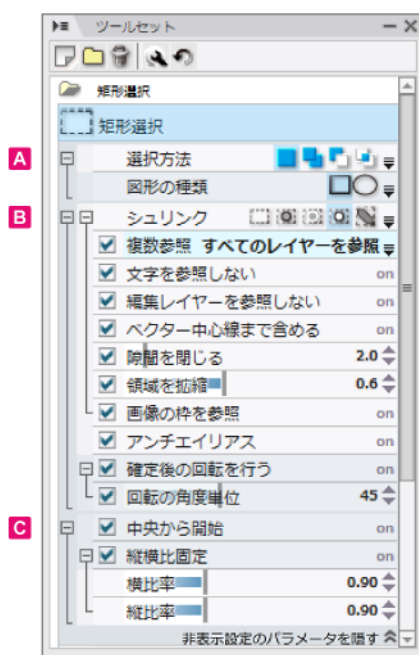 ツールセット
矩形選択
矩形選択
A 選択方法
図形の種類
B シュリンク
複数参照 すべてのレイヤーを参照
文字を参照しない on
編集レイヤーを参照しない on
ベクター中心線まで含める on
隙間を閉じる 2.0
領域を拡縮 0.6
画像の枠を参照 on
アンチエイリアス on
確定後の回転を行う on
回転の角度単位 45
C 中央から開始 on
縦横比固定 on
横比率 0.90
縦比率 0.90
非表示設定のパラメータを隠す